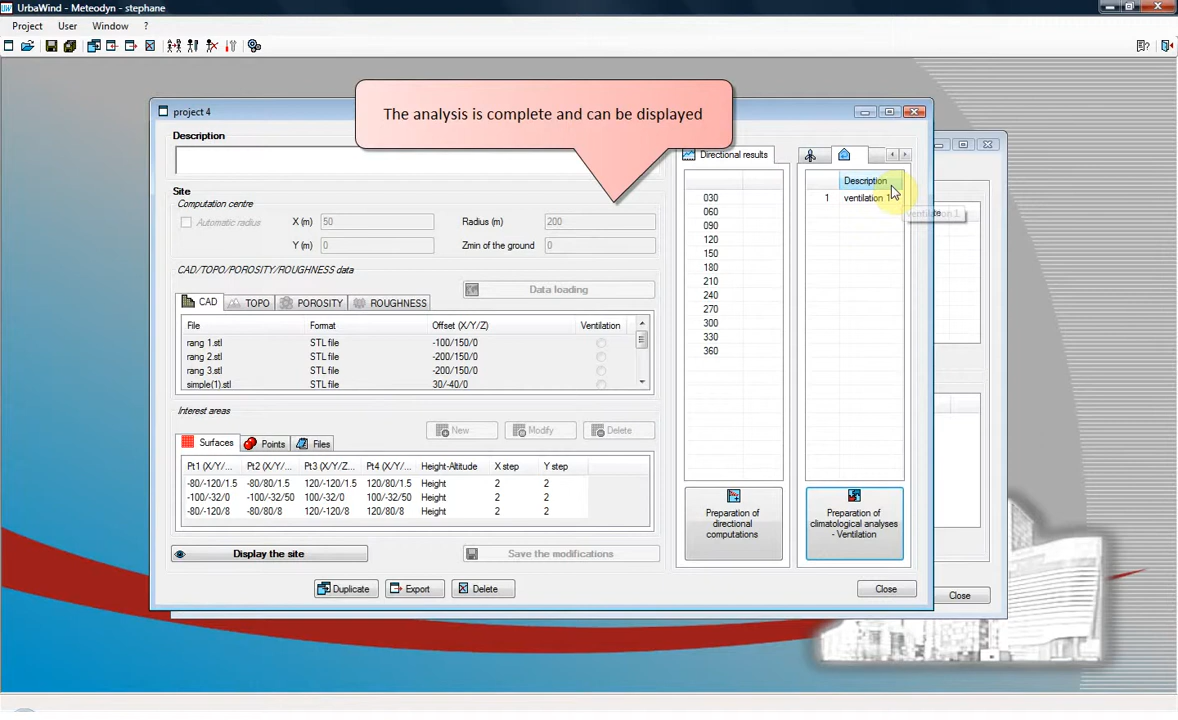 UrbaWind - Meteodyn - stephane
Project User Window ?
project 4
The analysis is complete and can be displayed
Description
Site
Computation centre
Automatic radius
X (m) 50
Radius (m) 200
Y (m) 0
Zmin of the ground 0
CAD/TOPO/POROSITY/ROUGHNESS data
Data loading
CAD TOPO POROSITY ROUGHNESS
File Format Offset (X/Y/Z) Ventilation
rang 1.stl STL file -100/150/0
rang 2.stl STL file -200/150/0
rang 3.stl STL file -200/150/0
simple(1).stl STL file 30/-40/0
Interest areas
New Modify Delete
Surfaces Points Files
Pt1 (X/Y/... Pt2 (X/Y/... Pt3 (X/Y/Z... Pt4 (X/Y/... Height-Altitude X step Y step
-80/-120/1.5 -80/80/1.5 120/-120/1.5 120/80/1.5 Height 2 2
-100/-32/0 -100/-32/50 100/-32/0 100/-32/50 Height 2 2
-80/-120/8 -80/80/8 120/-120/8 120/80/8 Height 2 2
Display the site
Save the modifications
Duplicate Export Delete
Directional results
030
060
090
120
150
180
210
240
270
300
330
360
Preparation of
directional
computations
Description
1 ventilation 1
ventilation 1
Preparation of
climatological analyses
- Ventilation
Close
Close